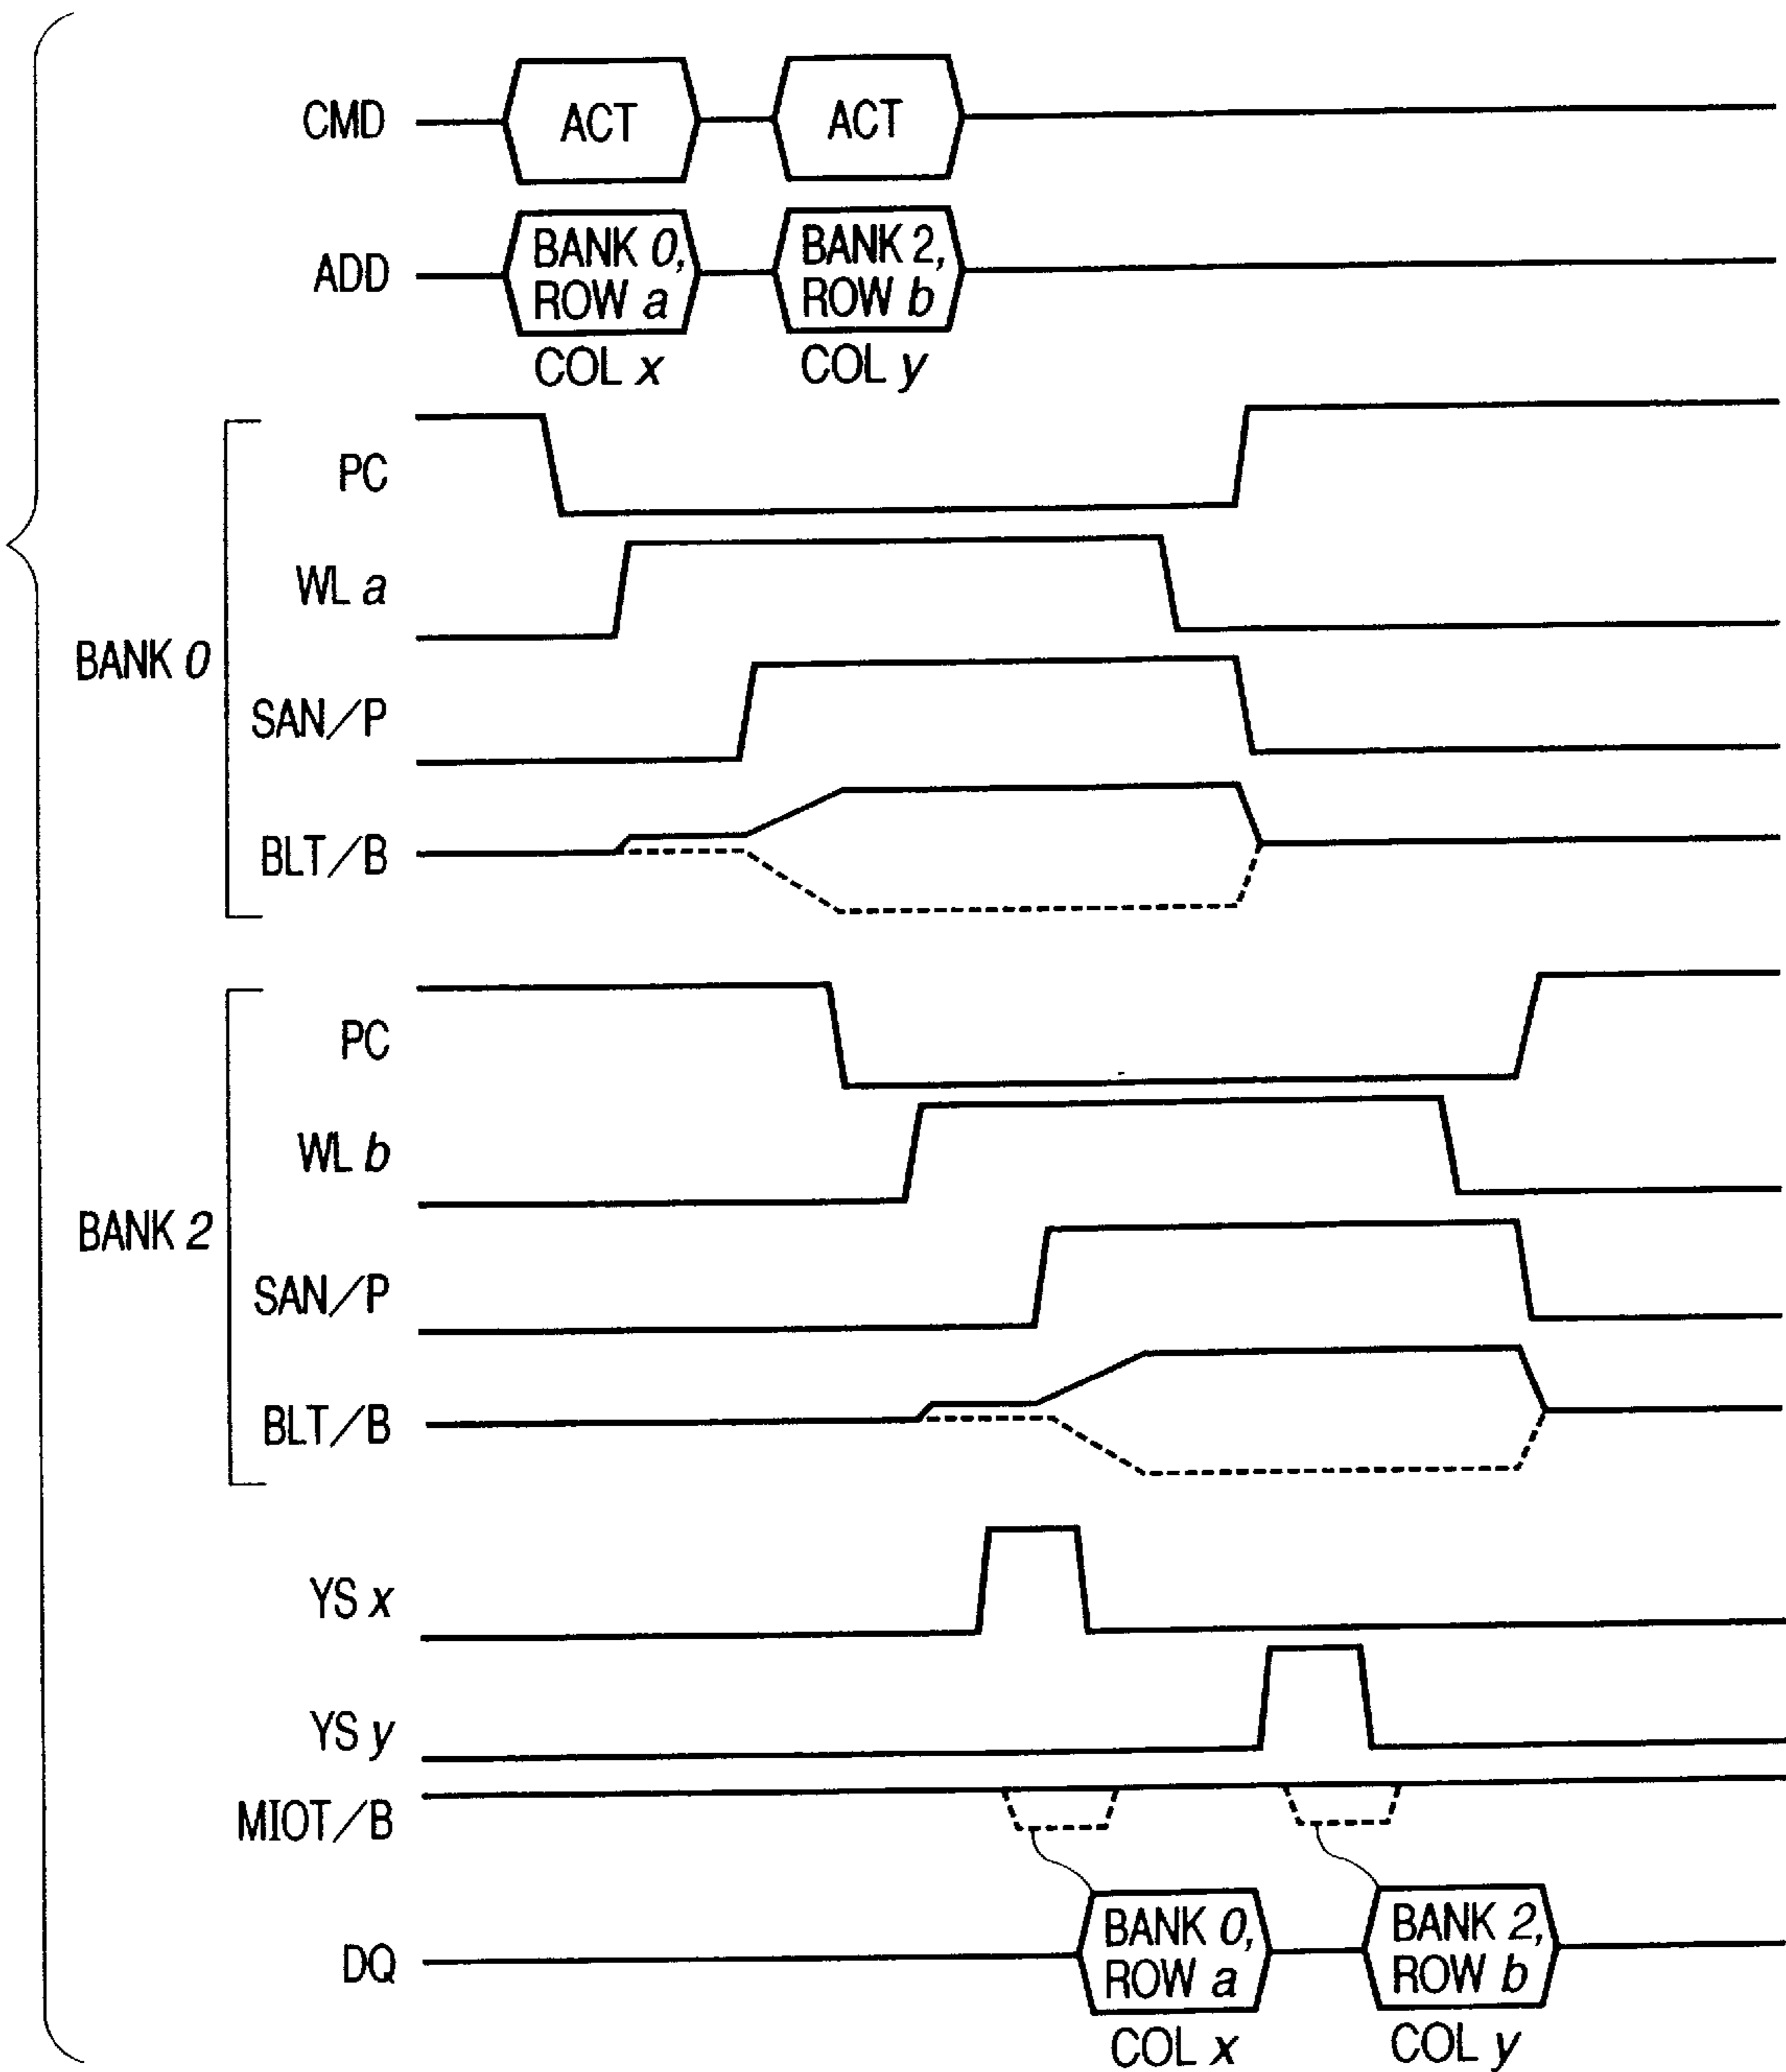 CMD ACT ACT
ADD BANK 0, BANK 2,
ROW a ROW b
COL x COL y
BANK 0
PC
WL a
SAN/P
BLT/B
BANK 2
PC
WL b
SAN/P
BLT/B
YS x
YS y
MIOT/B
DQ BANK 0, BANK 2,
ROW a ROW b
COL x COL y